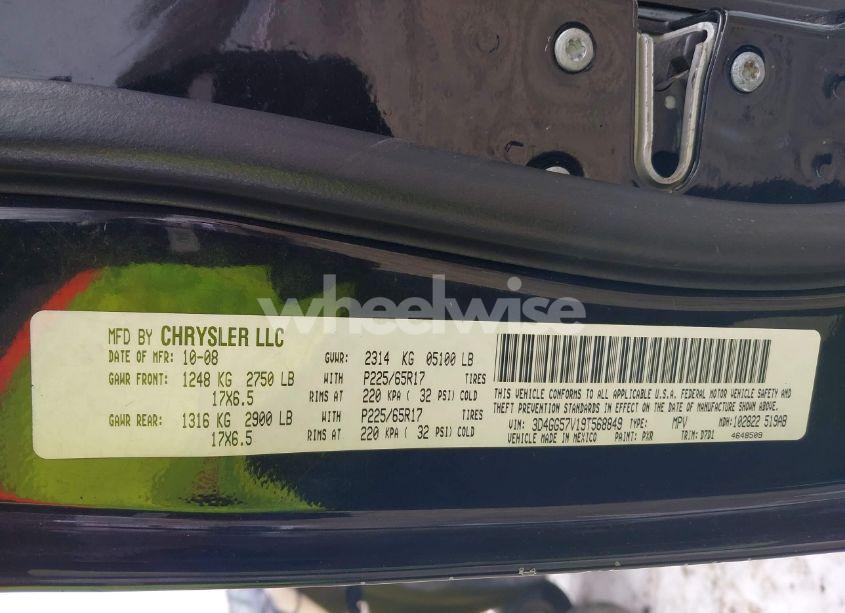 wheelwise
MFD BY CHRYSLER LLC
DATE OF MFR: 10-08 GVWR: 2314 KG 05100 LB
GAWR FRONT: 1248 KG 2750 LB WITH P225/65R17 TIRES
17X6.5 RIMS AT 220 KPA ( 32 PSI) COLD
GAWR REAR: 1316 KG 2900 LB WITH P225/65R17 TIRES
17X6.5 RIMS AT 220 KPA ( 32 PSI) COLD
THIS VEHICLE CONFORMS TO ALL APPLICABLE U.S.A. FEDERAL MOTOR VEHICLE SAFETY AND
THEFT PREVENTION STANDARDS IN EFFECT ON THE DATE OF MANUFACTURE SHOWN ABOVE.
VIN: 3D4GG57V19T568949 TYPE: MPV MDH: 102822 519AB
VEHICLE MADE IN MEXICO PAINT: PXR TRIM: D7D1 4648509